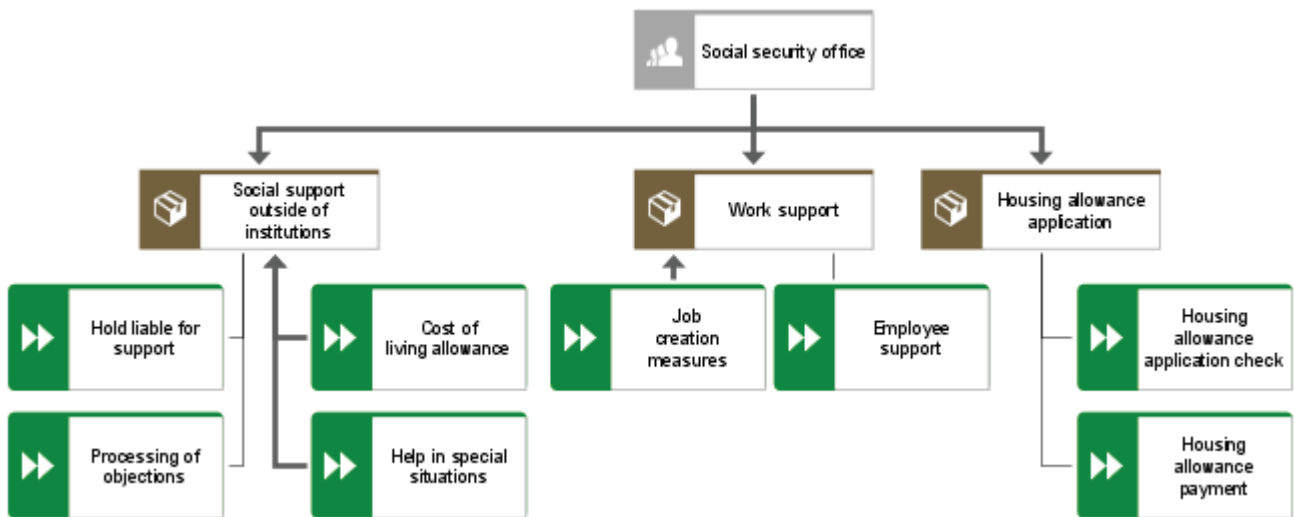 Social security office
Social support
outside of
institutions
Work support
Housing allowance
application
Hold liable for
support
Cost of
living allowance
Job
creation
measures
Employee
support
Housing
allowance
application check
Processing of
objections
Help in special
situations
Housing
allowance
payment